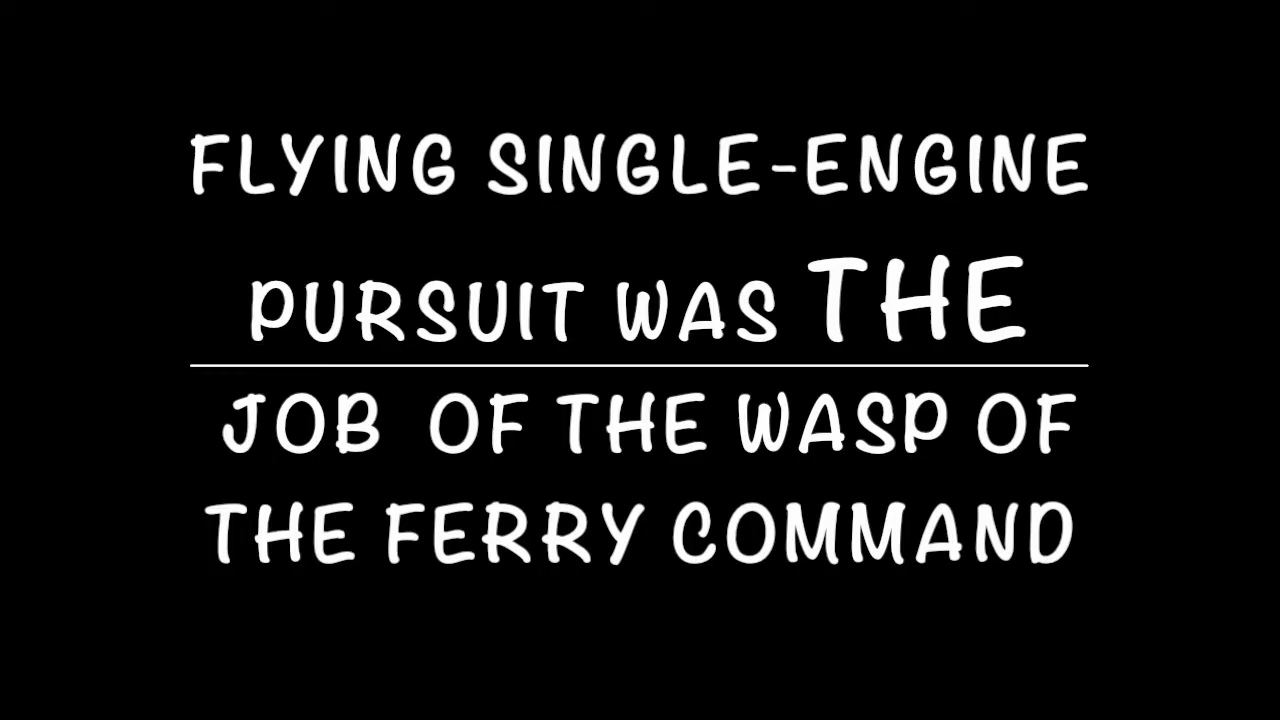 FLYING SINGLE-ENGINE
PURSUIT WAS THE
JOB OF THE WASP OF
THE FERRY COMMAND